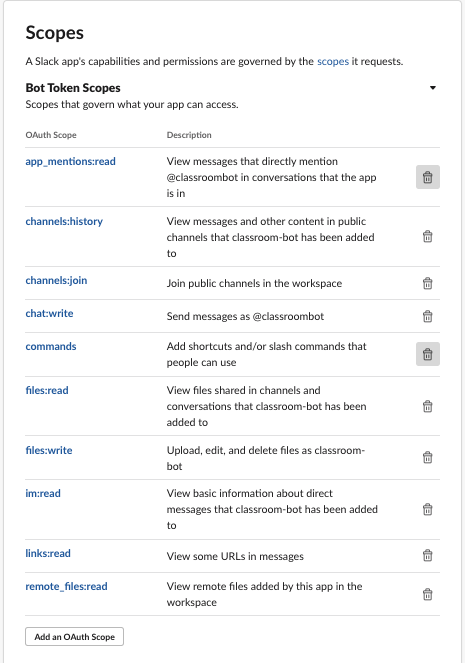 Scopes
A Slack app's capabilities and permissions are governed by the scopes it requests.
Bot Token Scopes
Scopes that govern what your app can access.
OAuth Scope Description
app_mentions:read View messages that directly mention
@classroombot in conversations that the app
is in
channels:history View messages and other content in public
channels that classroom-bot has been added
to
channels:join Join public channels in the workspace
chat:write Send messages as @classroombot
commands Add shortcuts and/or slash commands that
people can use
files:read View files shared in channels and
conversations that classroom-bot has been
added to
files:write Upload, edit, and delete files as classroom-
bot
im:read View basic information about direct
messages that classroom-bot has been added
to
links:read View some URLs in messages
remote_files:read View remote files added by this app in the
workspace
Add an OAuth Scope